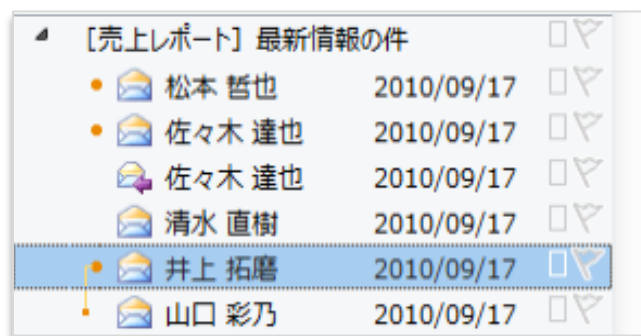 [売上レポート] 最新情報の件
松本 哲也 2010/09/17
佐々木 達也 2010/09/17
佐々木 達也 2010/09/17
清水 直樹 2010/09/17
井上 拓磨 2010/09/17
山口 彩乃 2010/09/17